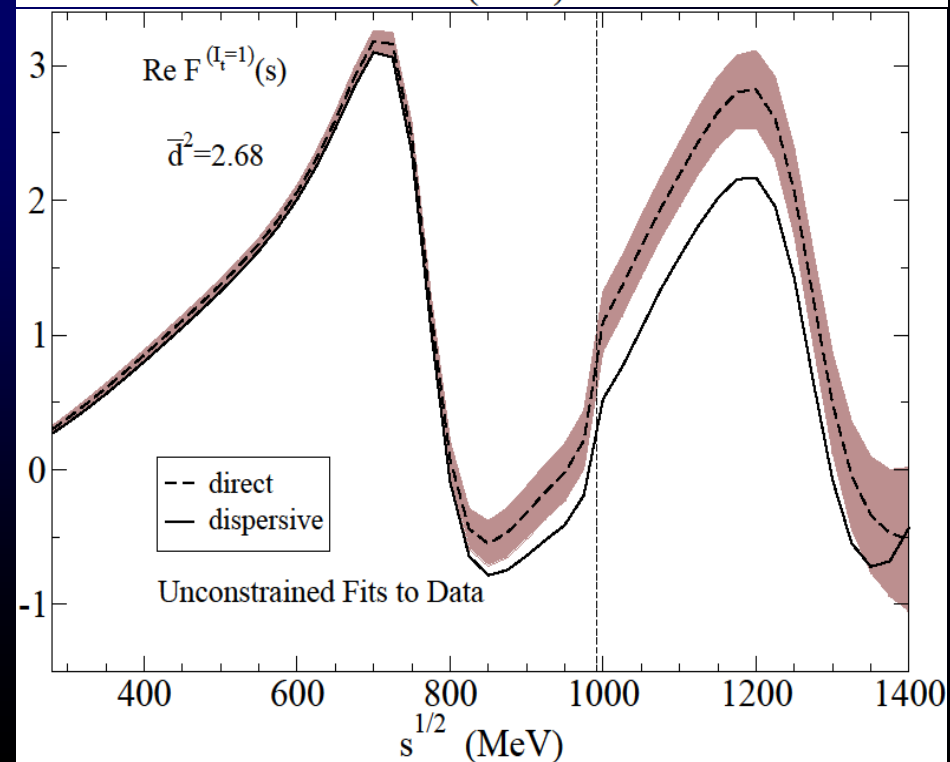 Re F^(I_t=1)(s)
d̅²=2.68
3
2
1
0
-1
direct
dispersive
Unconstrained Fits to Data
400 600 800 1000 1200 1400
s^1/2 (MeV)